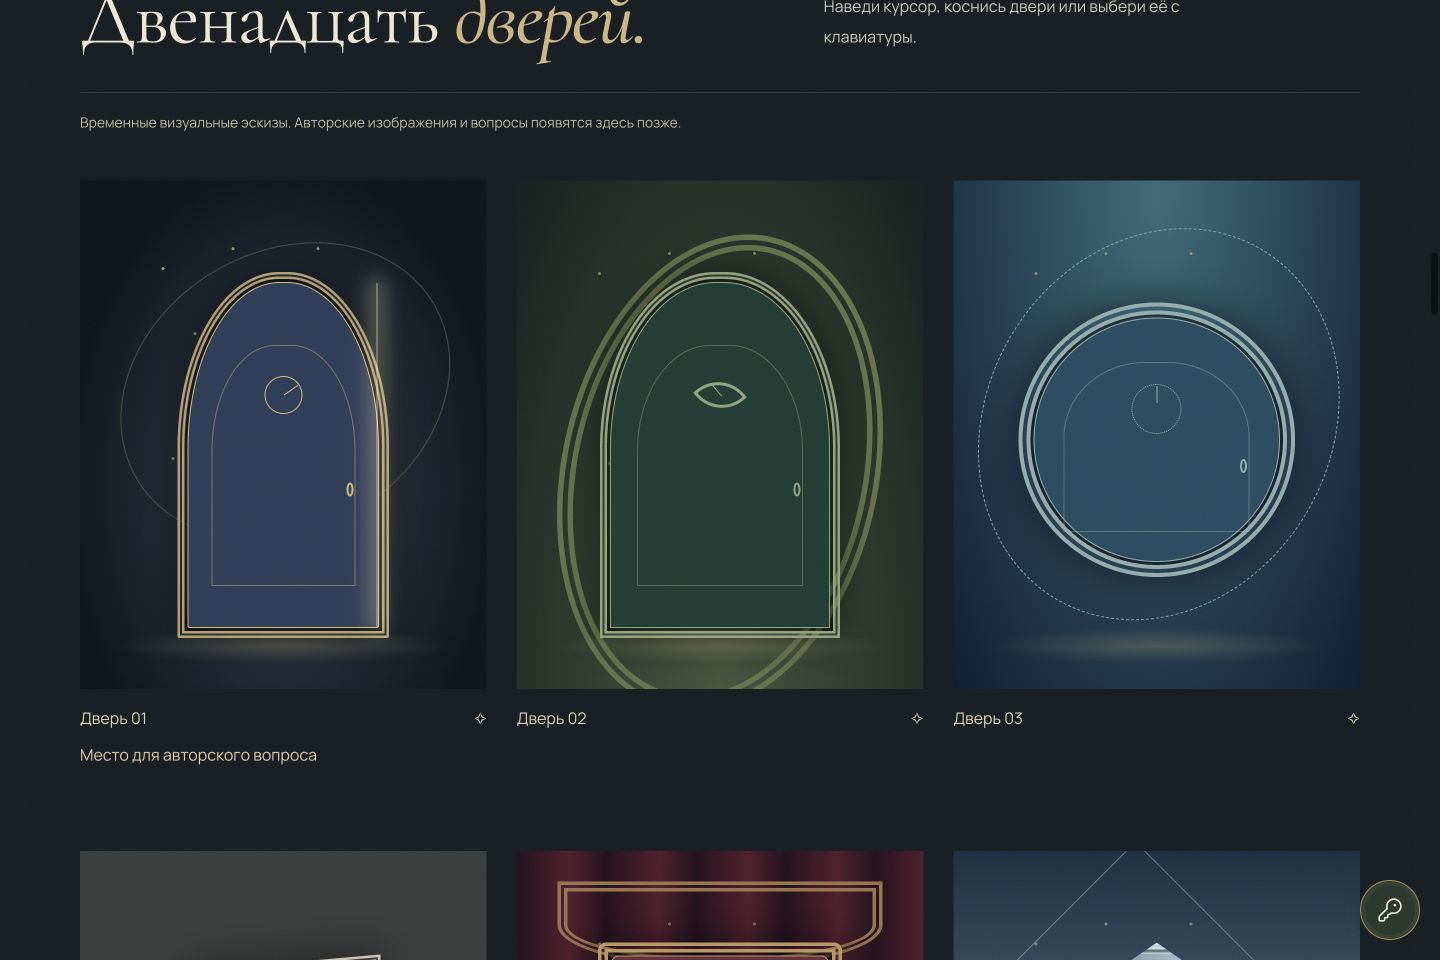 Двенадцать дверей.
Наведи курсор, коснись двери или выбери её с
клавиатуры.
Временные визуальные эскизы. Авторские изображения и вопросы появятся здесь позже.
Дверь 01
Дверь 02
Дверь 03
Место для авторского вопроса